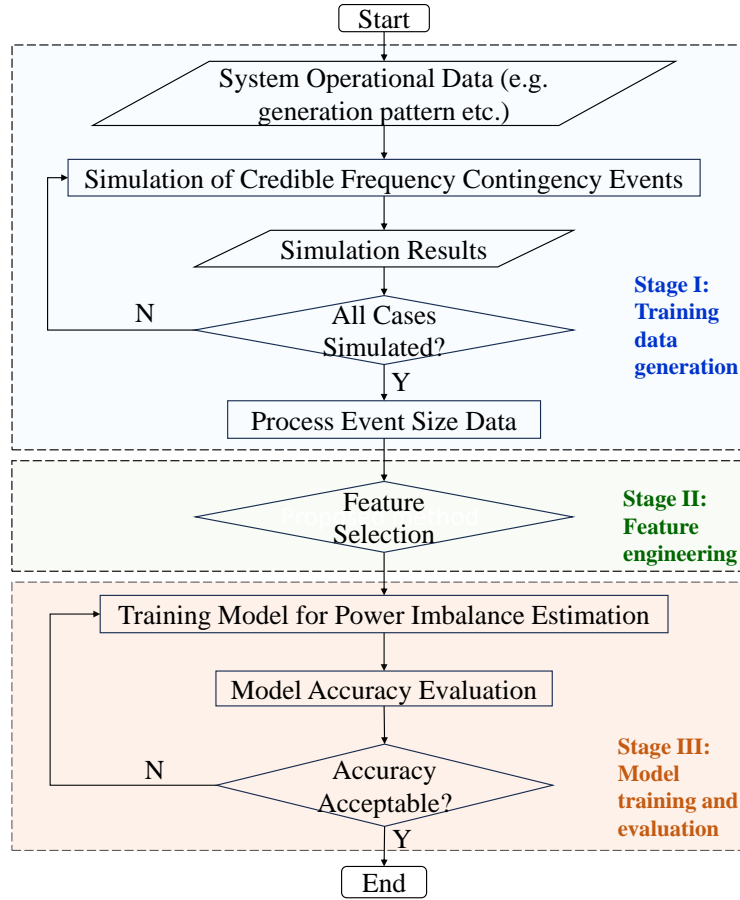 Start
System Operational Data (e.g.
generation pattern etc.)
Simulation of Credible Frequency Contingency Events
Simulation Results
All Cases
Simulated?
N
Y
Stage I:
Training
data
generation
Process Event Size Data
Feature
Selection
Stage II:
Feature
engineering
Training Model for Power Imbalance Estimation
Model Accuracy Evaluation
Accuracy
Acceptable?
N
Y
Stage III:
Model
training and
evaluation
End